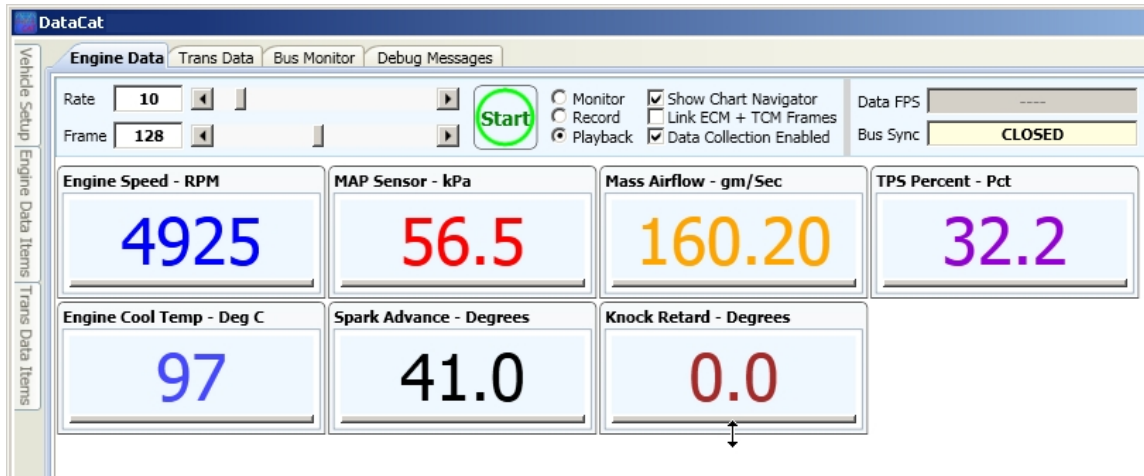 DataCat
Vehicle Setup
Engine Data Items
Trans Data Items
Engine Data Trans Data Bus Monitor Debug Messages
Rate 10
Frame 128
Start
Monitor
Record
Playback
Show Chart Navigator
Link ECM + TCM Frames
Data Collection Enabled
Data FPS ----
Bus Sync CLOSED
Engine Speed - RPM
4925
MAP Sensor - kPa
56.5
Mass Airflow - gm/Sec
160.20
TPS Percent - Pct
32.2
Engine Cool Temp - Deg C
97
Spark Advance - Degrees
41.0
Knock Retard - Degrees
0.0